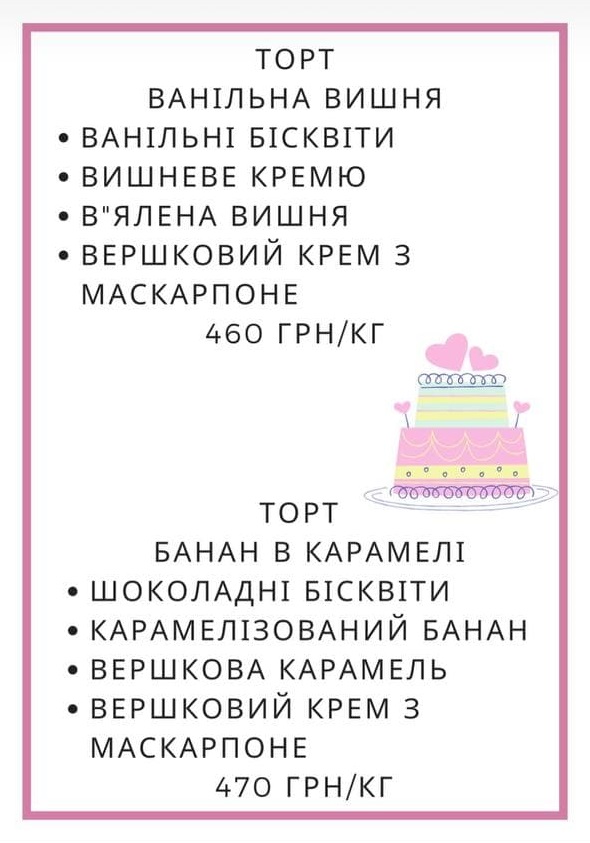 ТОРТ
ВАНІЛЬНА ВИШНЯ
• ВАНІЛЬНІ БІСКВІТИ
• ВИШНЕВЕ КРЕМЮ
• В"ЯЛЕНА ВИШНЯ
• ВЕРШКОВИЙ КРЕМ З
МАСКАРПОНЕ
460 ГРН/КГ
ТОРТ
БАНАН В КАРАМЕЛІ
• ШОКОЛАДНІ БІСКВІТИ
• КАРАМЕЛІЗОВАНИЙ БАНАН
• ВЕРШКОВА КАРАМЕЛЬ
• ВЕРШКОВИЙ КРЕМ З
МАСКАРПОНЕ
470 ГРН/КГ